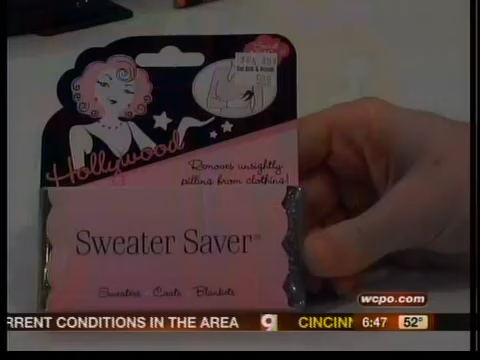 Hollywood
Removes unsightly
pilling from clothing!
Sweater Saver™
Sweaters Coats Blankets
wcpo.com
RRENT CONDITIONS IN THE AREA 9 CINCINN 6:47 52°